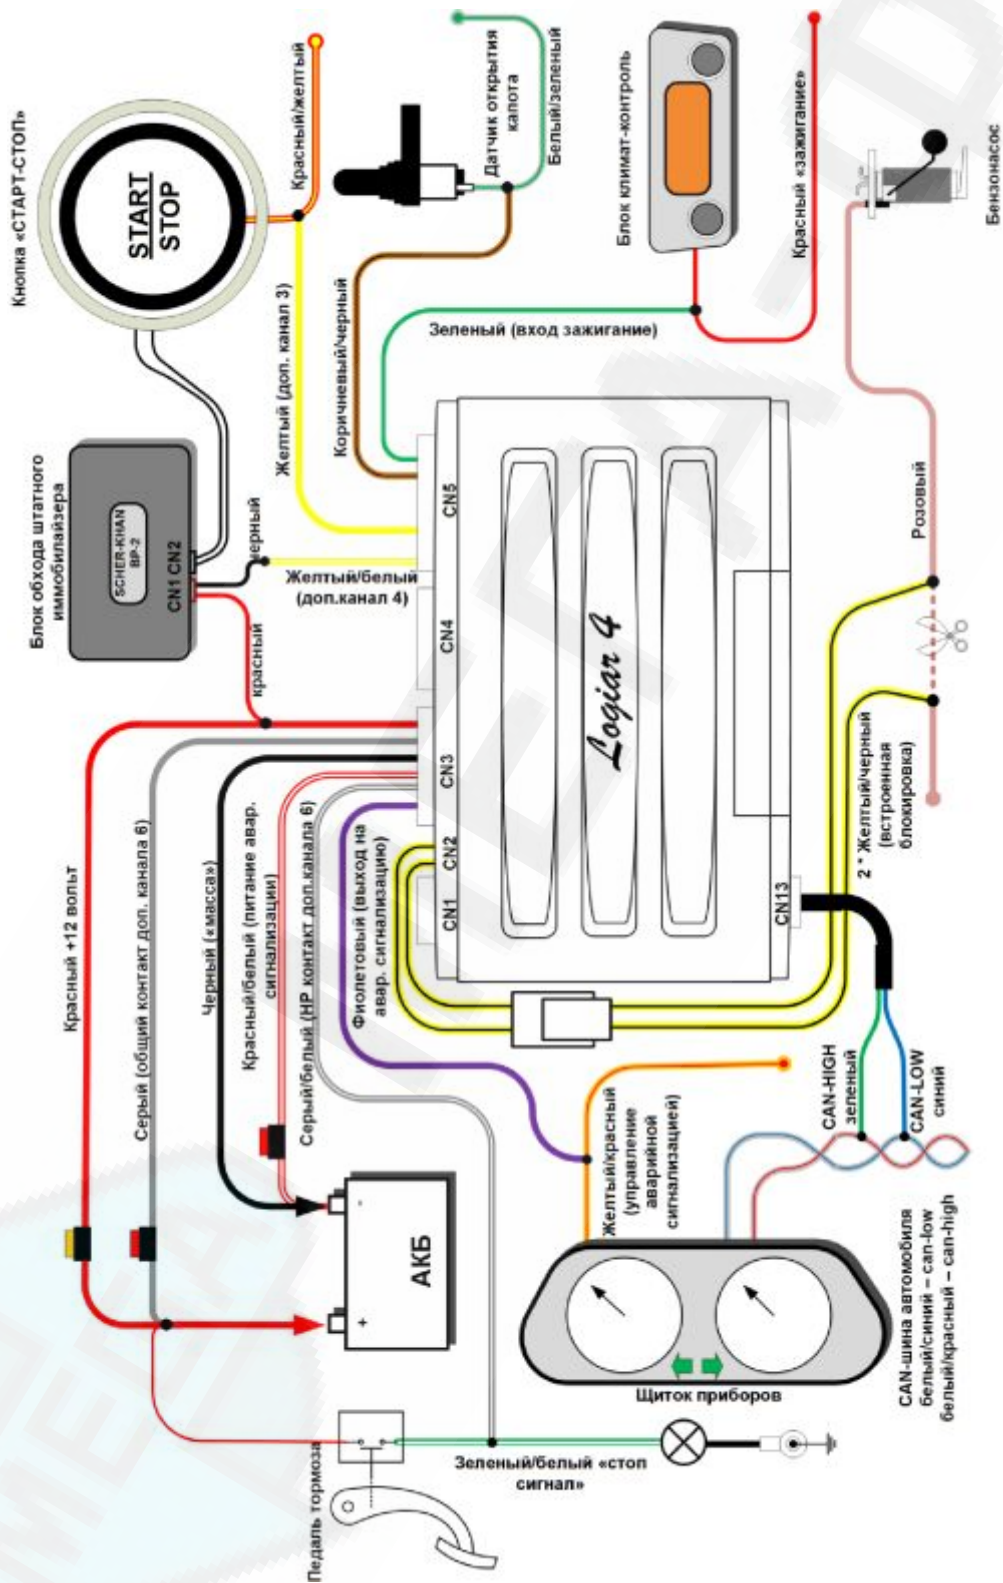 Кнопка «СТАРТ-СТОП»
START
STOP
Красный/желтый
Датчик открытия
капота
Белый/зеленый
Блок климат-контроль
Красный «зажигание»
Бензонасос
Блок обхода штатного
иммобилайзера
SCHER-KHAN
BP-2
CN1 CN2
черный
красный
Желтый (доп. канал 3)
Коричневый/черный
Зеленый (вход зажигание)
Желтый/белый
(доп.канал 4)
Розовый
CN5
CN4
CN3
CN2
CN1
Logiar 4
CN13
2 * Желтый/черный
(встроенная
блокировка)
Красный +12 вольт
Серый (общий контакт доп. канала 6)
Черный («масса»)
Красный/белый (питание авар.
сигнализации)
Серый/белый (НР контакт доп.канала 6)
Фиолетовый (выход на
авар. сигнализацию)
АКБ
+
-
Желтый/красный
(управление
аварийной
сигнализацией)
CAN-HIGH
зеленый
CAN-LOW
синий
Щиток приборов
CAN-шина автомобиля
белый/синий – can-low
белый/красный – can-high
Педаль тормоза
Зеленый/белый «стоп
сигнал»